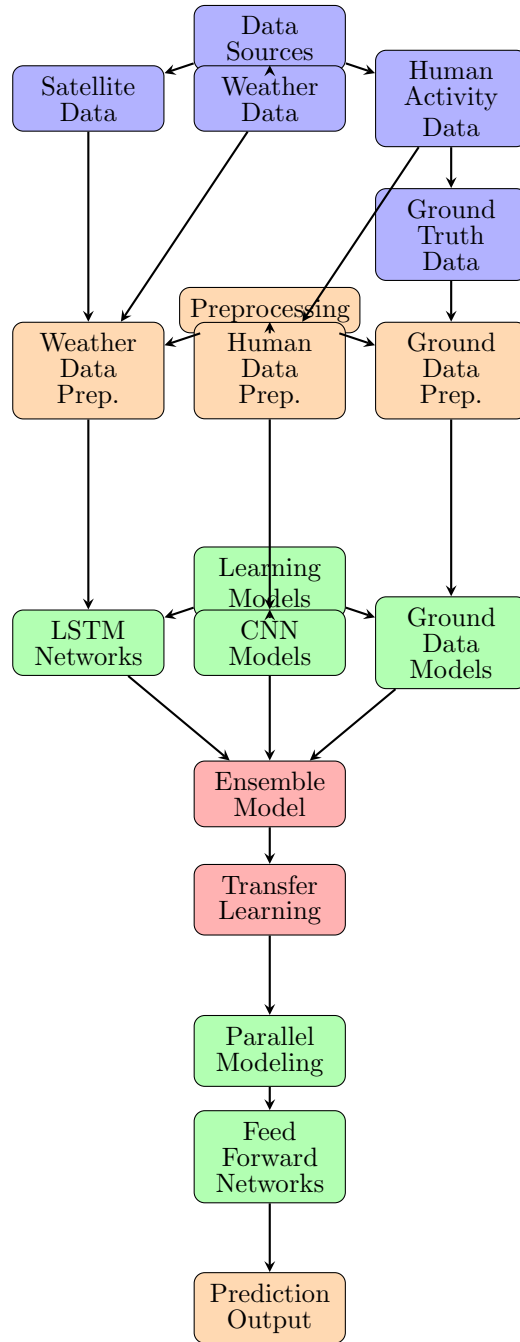 Data
Sources
Satellite
Data
Weather
Data
Human
Activity
Data
Ground
Truth
Data
Preprocessing
Weather
Data
Prep.
Human
Data
Prep.
Ground
Data
Prep.
Learning
Models
LSTM
Networks
CNN
Models
Ground
Data
Models
Ensemble
Model
Transfer
Learning
Parallel
Modeling
Feed
Forward
Networks
Prediction
Output